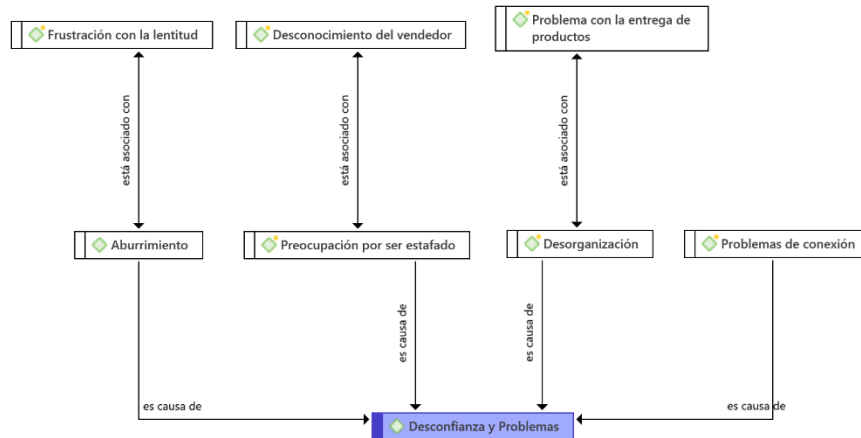 Frustración con la lentitud
Desconocimiento del vendedor
Problema con la entrega de
productos
está asociado con
está asociado con
está asociado con
Aburrimiento
Preocupación por ser estafado
Desorganización
Problemas de conexión
es causa de
es causa de
es causa de
es causa de
Desconfianza y Problemas